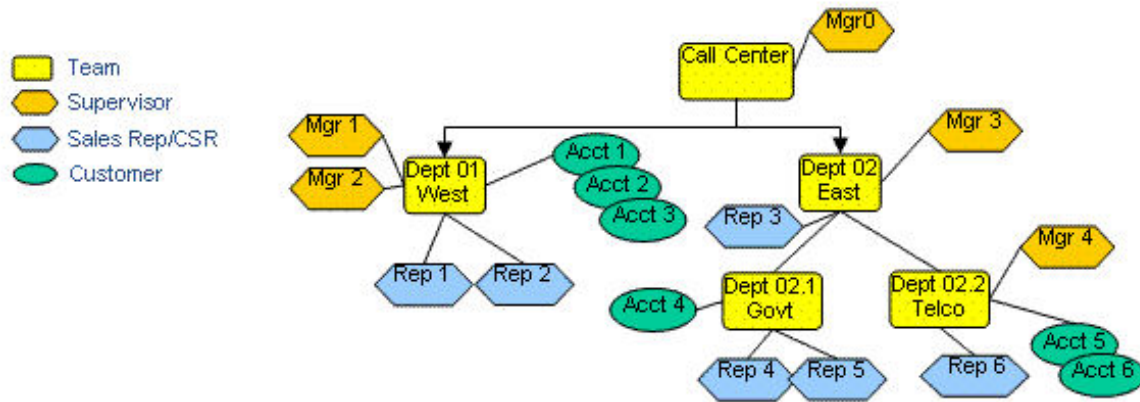 Mgr0
Call Center
Team
Supervisor
Sales Rep/CSR
Customer
Mgr 1
Mgr 2
Dept 01
West
Acct 1
Acct 2
Acct 3
Rep 1
Rep 2
Mgr 3
Dept 02
East
Rep 3
Mgr 4
Dept 02.1
Govt
Dept 02.2
Telco
Acct 4
Acct 5
Acct 6
Rep 4
Rep 5
Rep 6